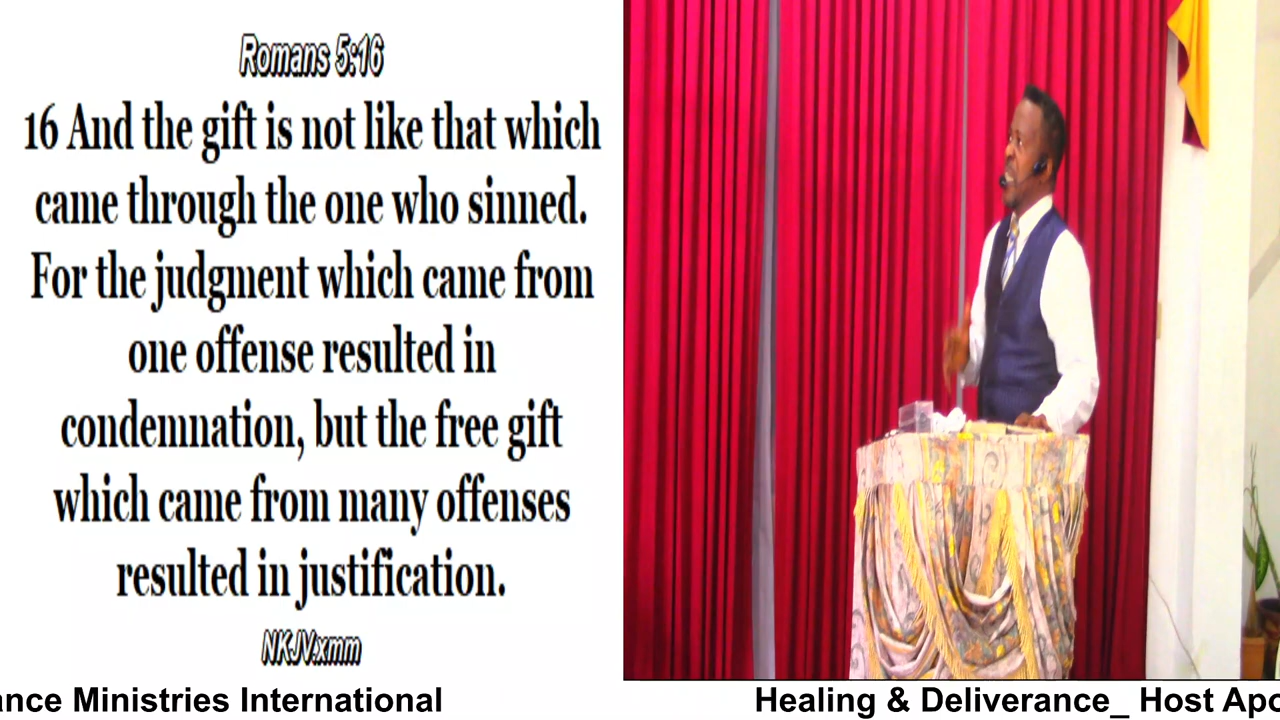 Romans 5:16
16 And the gift is not like that which
came through the one who sinned.
For the judgment which came from
one offense resulted in
condemnation, but the free gift
which came from many offenses
resulted in justification.
NKJV.xmm
ance Ministries International
Healing & Deliverance_ Host Apo